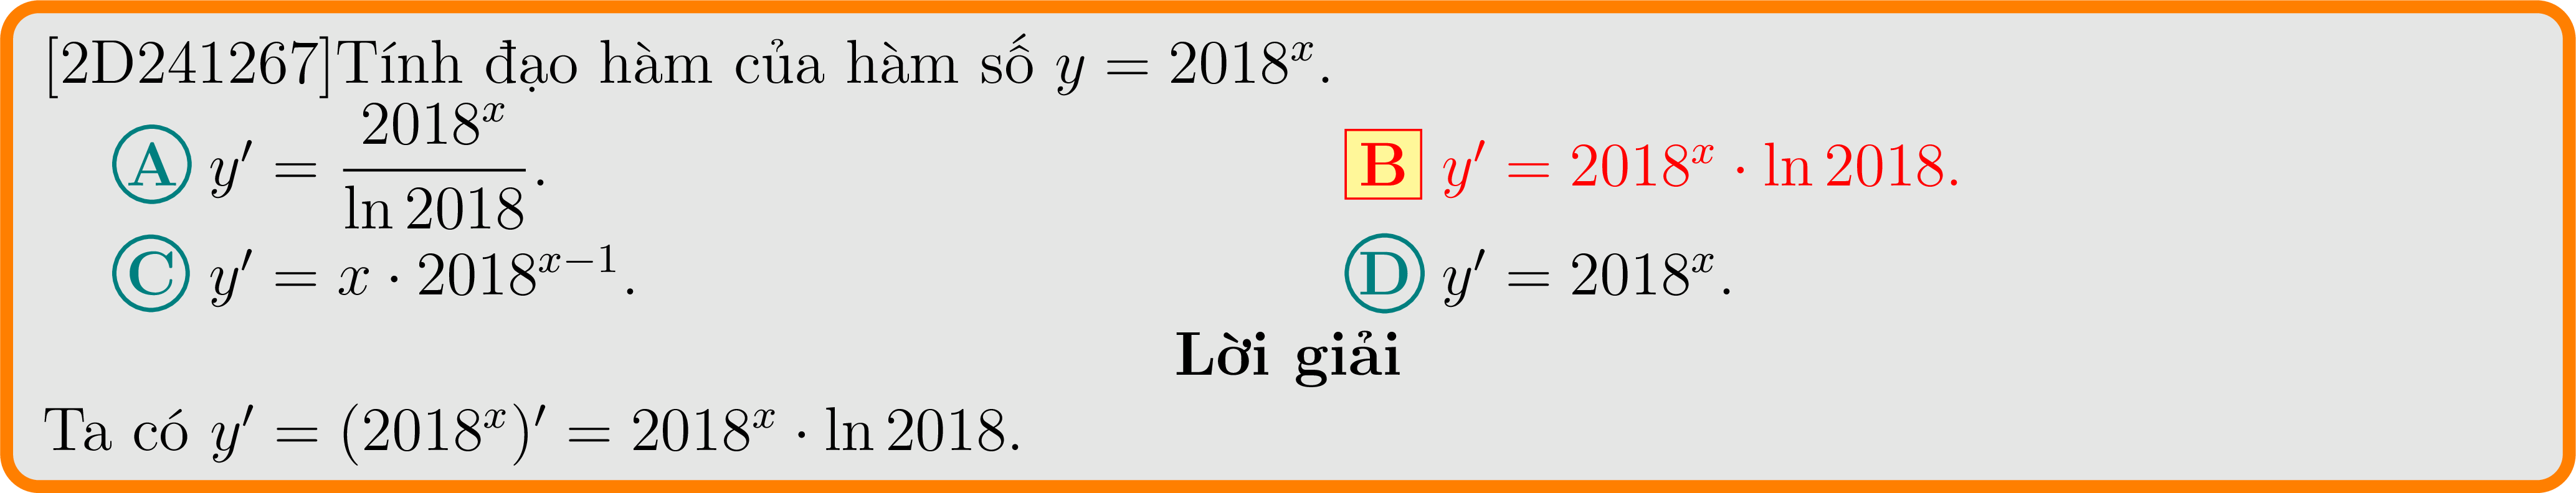 [2D241267]Tính đạo hàm của hàm số $y = 2018^x$.
A $y' = \dfrac{2018^x}{\ln 2018}$. B $y' = 2018^x \cdot \ln 2018$.
C $y' = x \cdot 2018^{x-1}$. D $y' = 2018^x$.
Lời giải
Ta có $y' = (2018^x)' = 2018^x \cdot \ln 2018$.